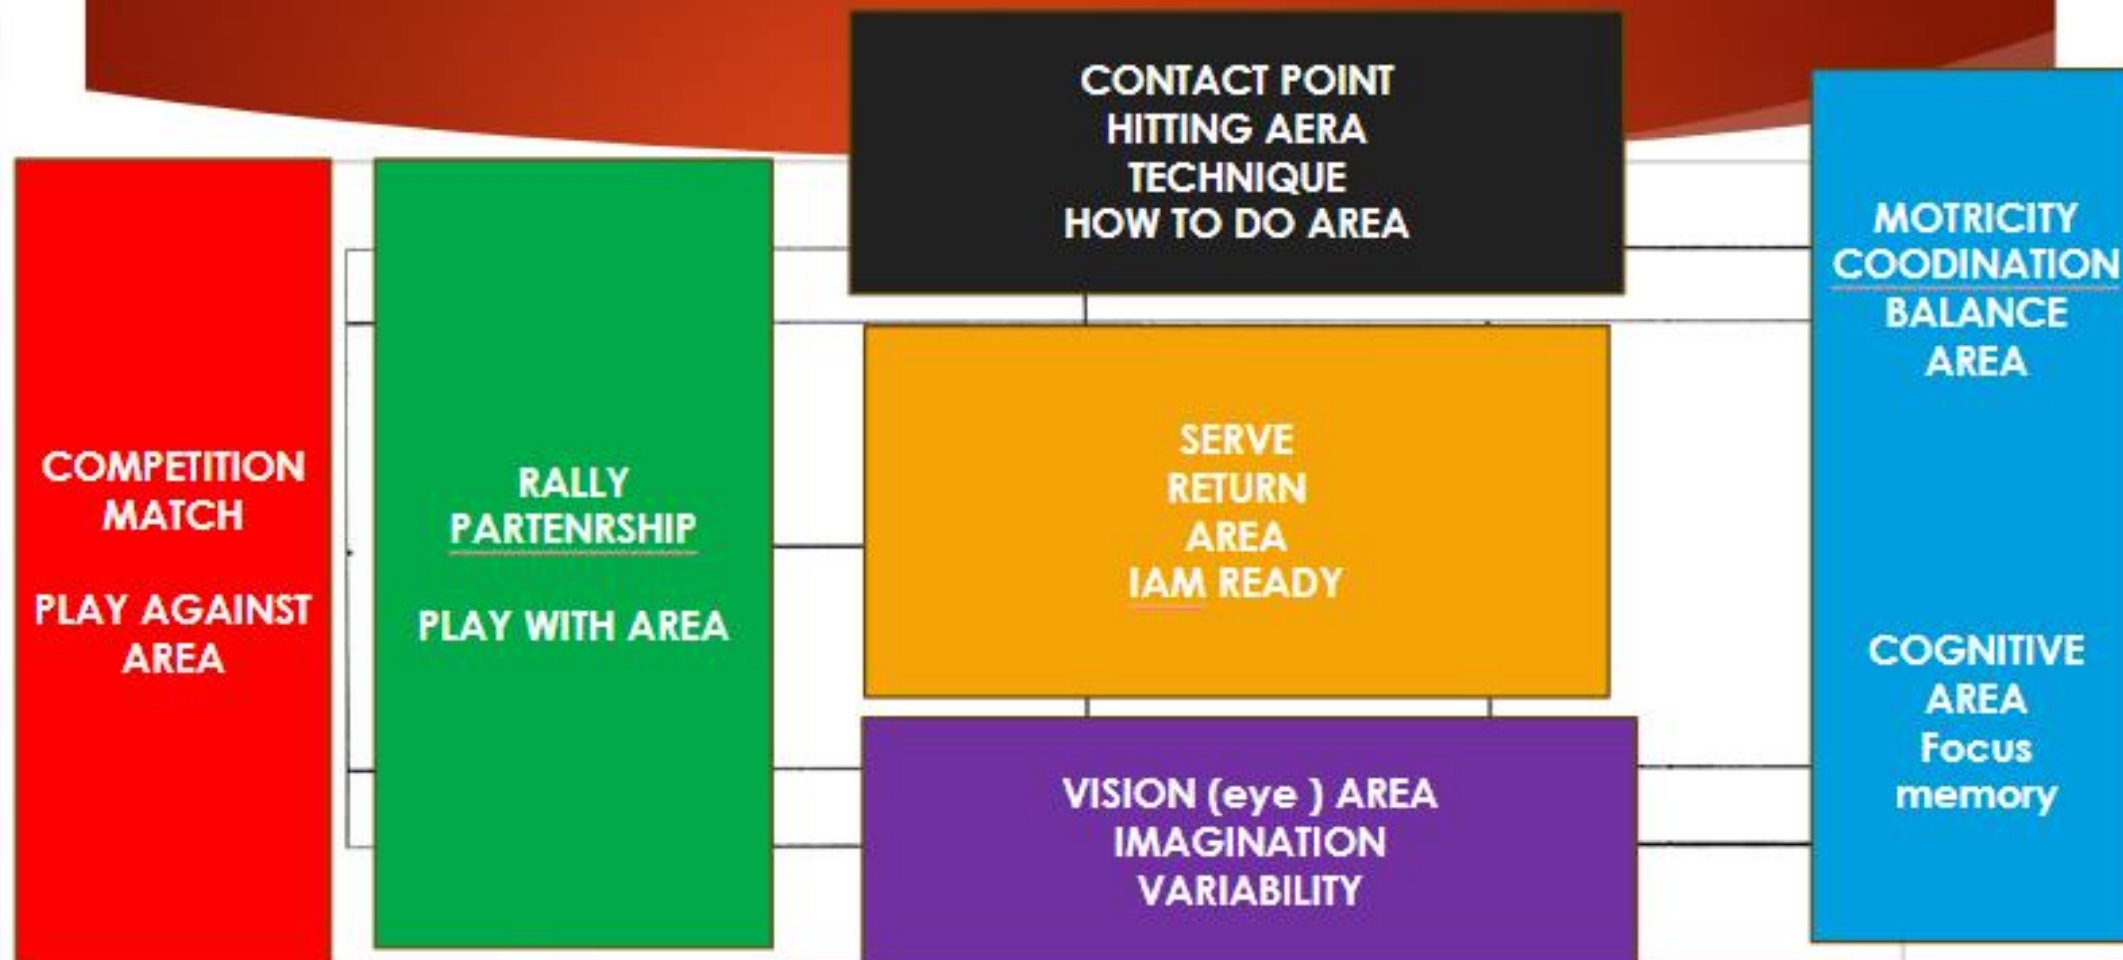 CONTACT POINT
HITTING AERA
TECHNIQUE
HOW TO DO AREA
COMPETITION
MATCH
PLAY AGAINST
AREA
RALLY
PARTENRSHIP
PLAY WITH AREA
SERVE
RETURN
AREA
IAM READY
VISION (eye ) AREA
IMAGINATION
VARIABILITY
MOTRICITY
COODINATION
BALANCE
AREA
COGNITIVE
AREA
Focus
memory